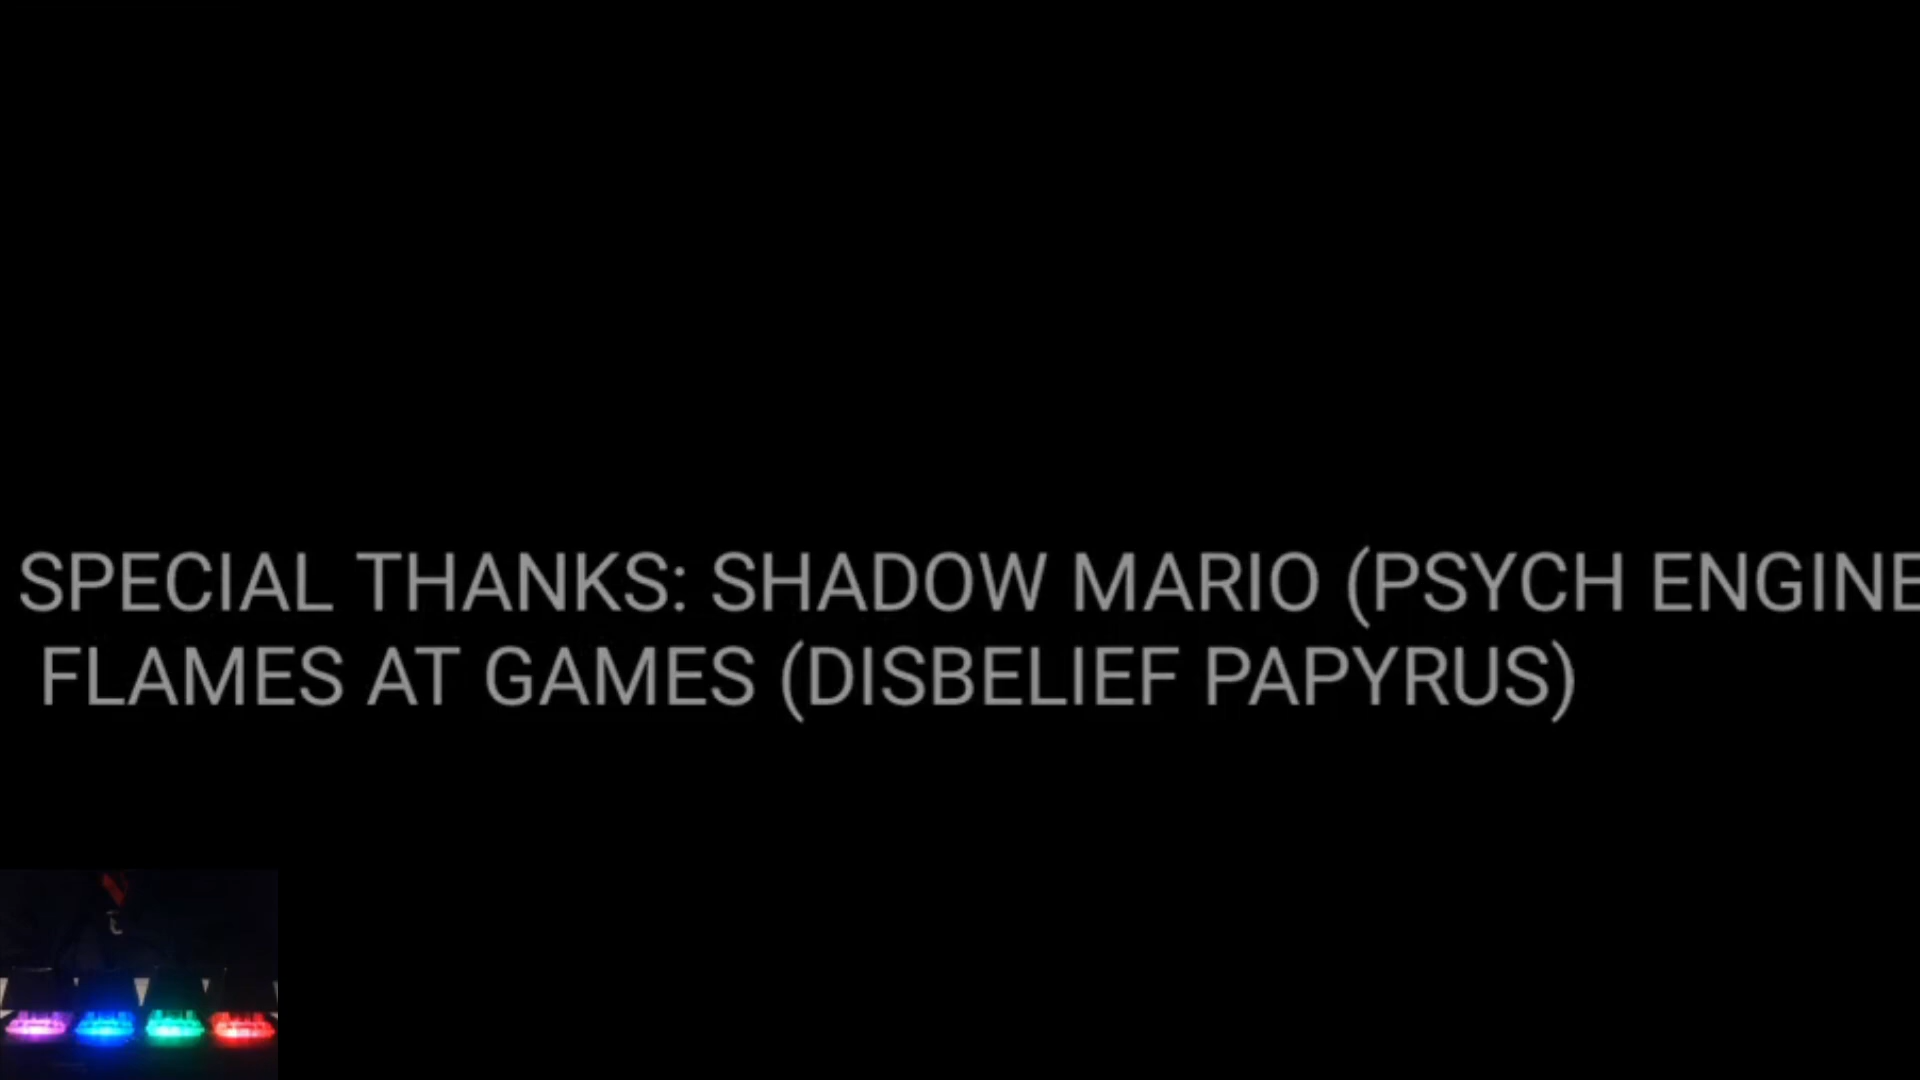 SPECIAL THANKS: SHADOW MARIO (PSYCH ENGINE
FLAMES AT GAMES (DISBELIEF PAPYRUS)